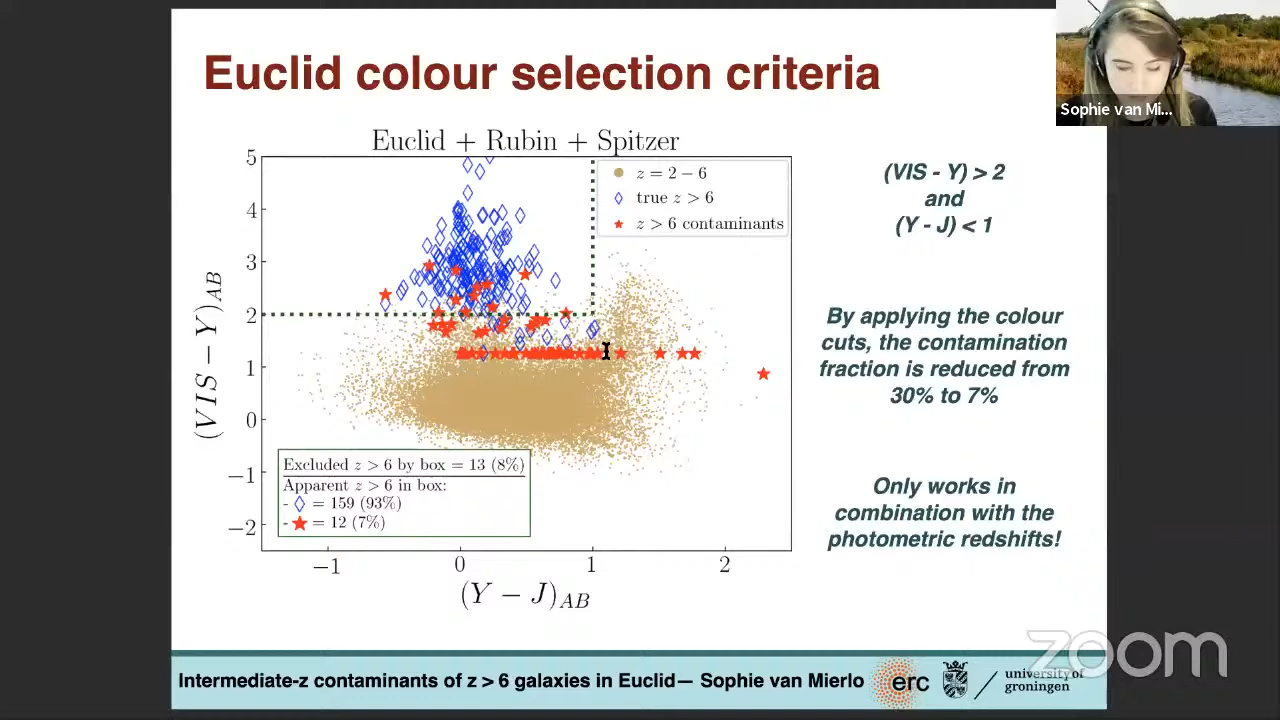 Euclid colour selection criteria
Sophie van Mi...
Euclid + Rubin + Spitzer
5
4
3
2
1
0
−1
−2
(VIS − Y)AB
z = 2 − 6
true z > 6
z > 6 contaminants
Excluded z > 6 by box = 13 (8%)
Apparent z > 6 in box:
- ◇ = 159 (93%)
- ★ = 12 (7%)
−1
0
1
2
(Y − J)AB
(VIS - Y) > 2
and
(Y - J) < 1
By applying the colour
cuts, the contamination
fraction is reduced from
30% to 7%
Only works in
combination with the
photometric redshifts!
zoom
Intermediate-z contaminants of z > 6 galaxies in Euclid— Sophie van Mierlo
erc
university of
groningen